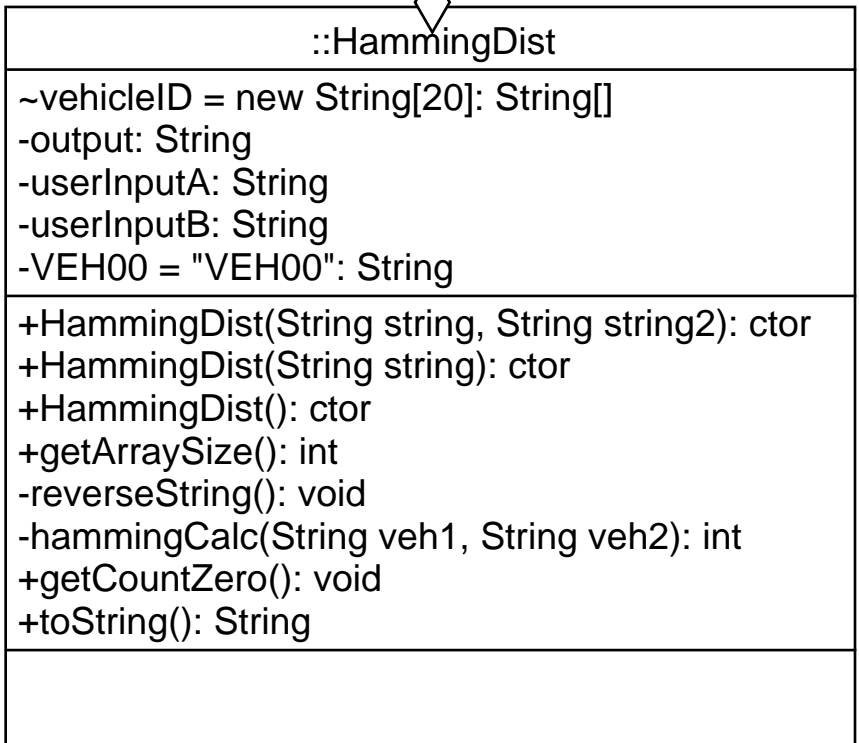 ::HammingDist
~vehicleID = new String[20]: String[]
-output: String
-userInputA: String
-userInputB: String
-VEH00 = "VEH00": String
+HammingDist(String string, String string2): ctor
+HammingDist(String string): ctor
+HammingDist(): ctor
+getArraySize(): int
-reverseString(): void
-hammingCalc(String veh1, String veh2): int
+getCountZero(): void
+toString(): String